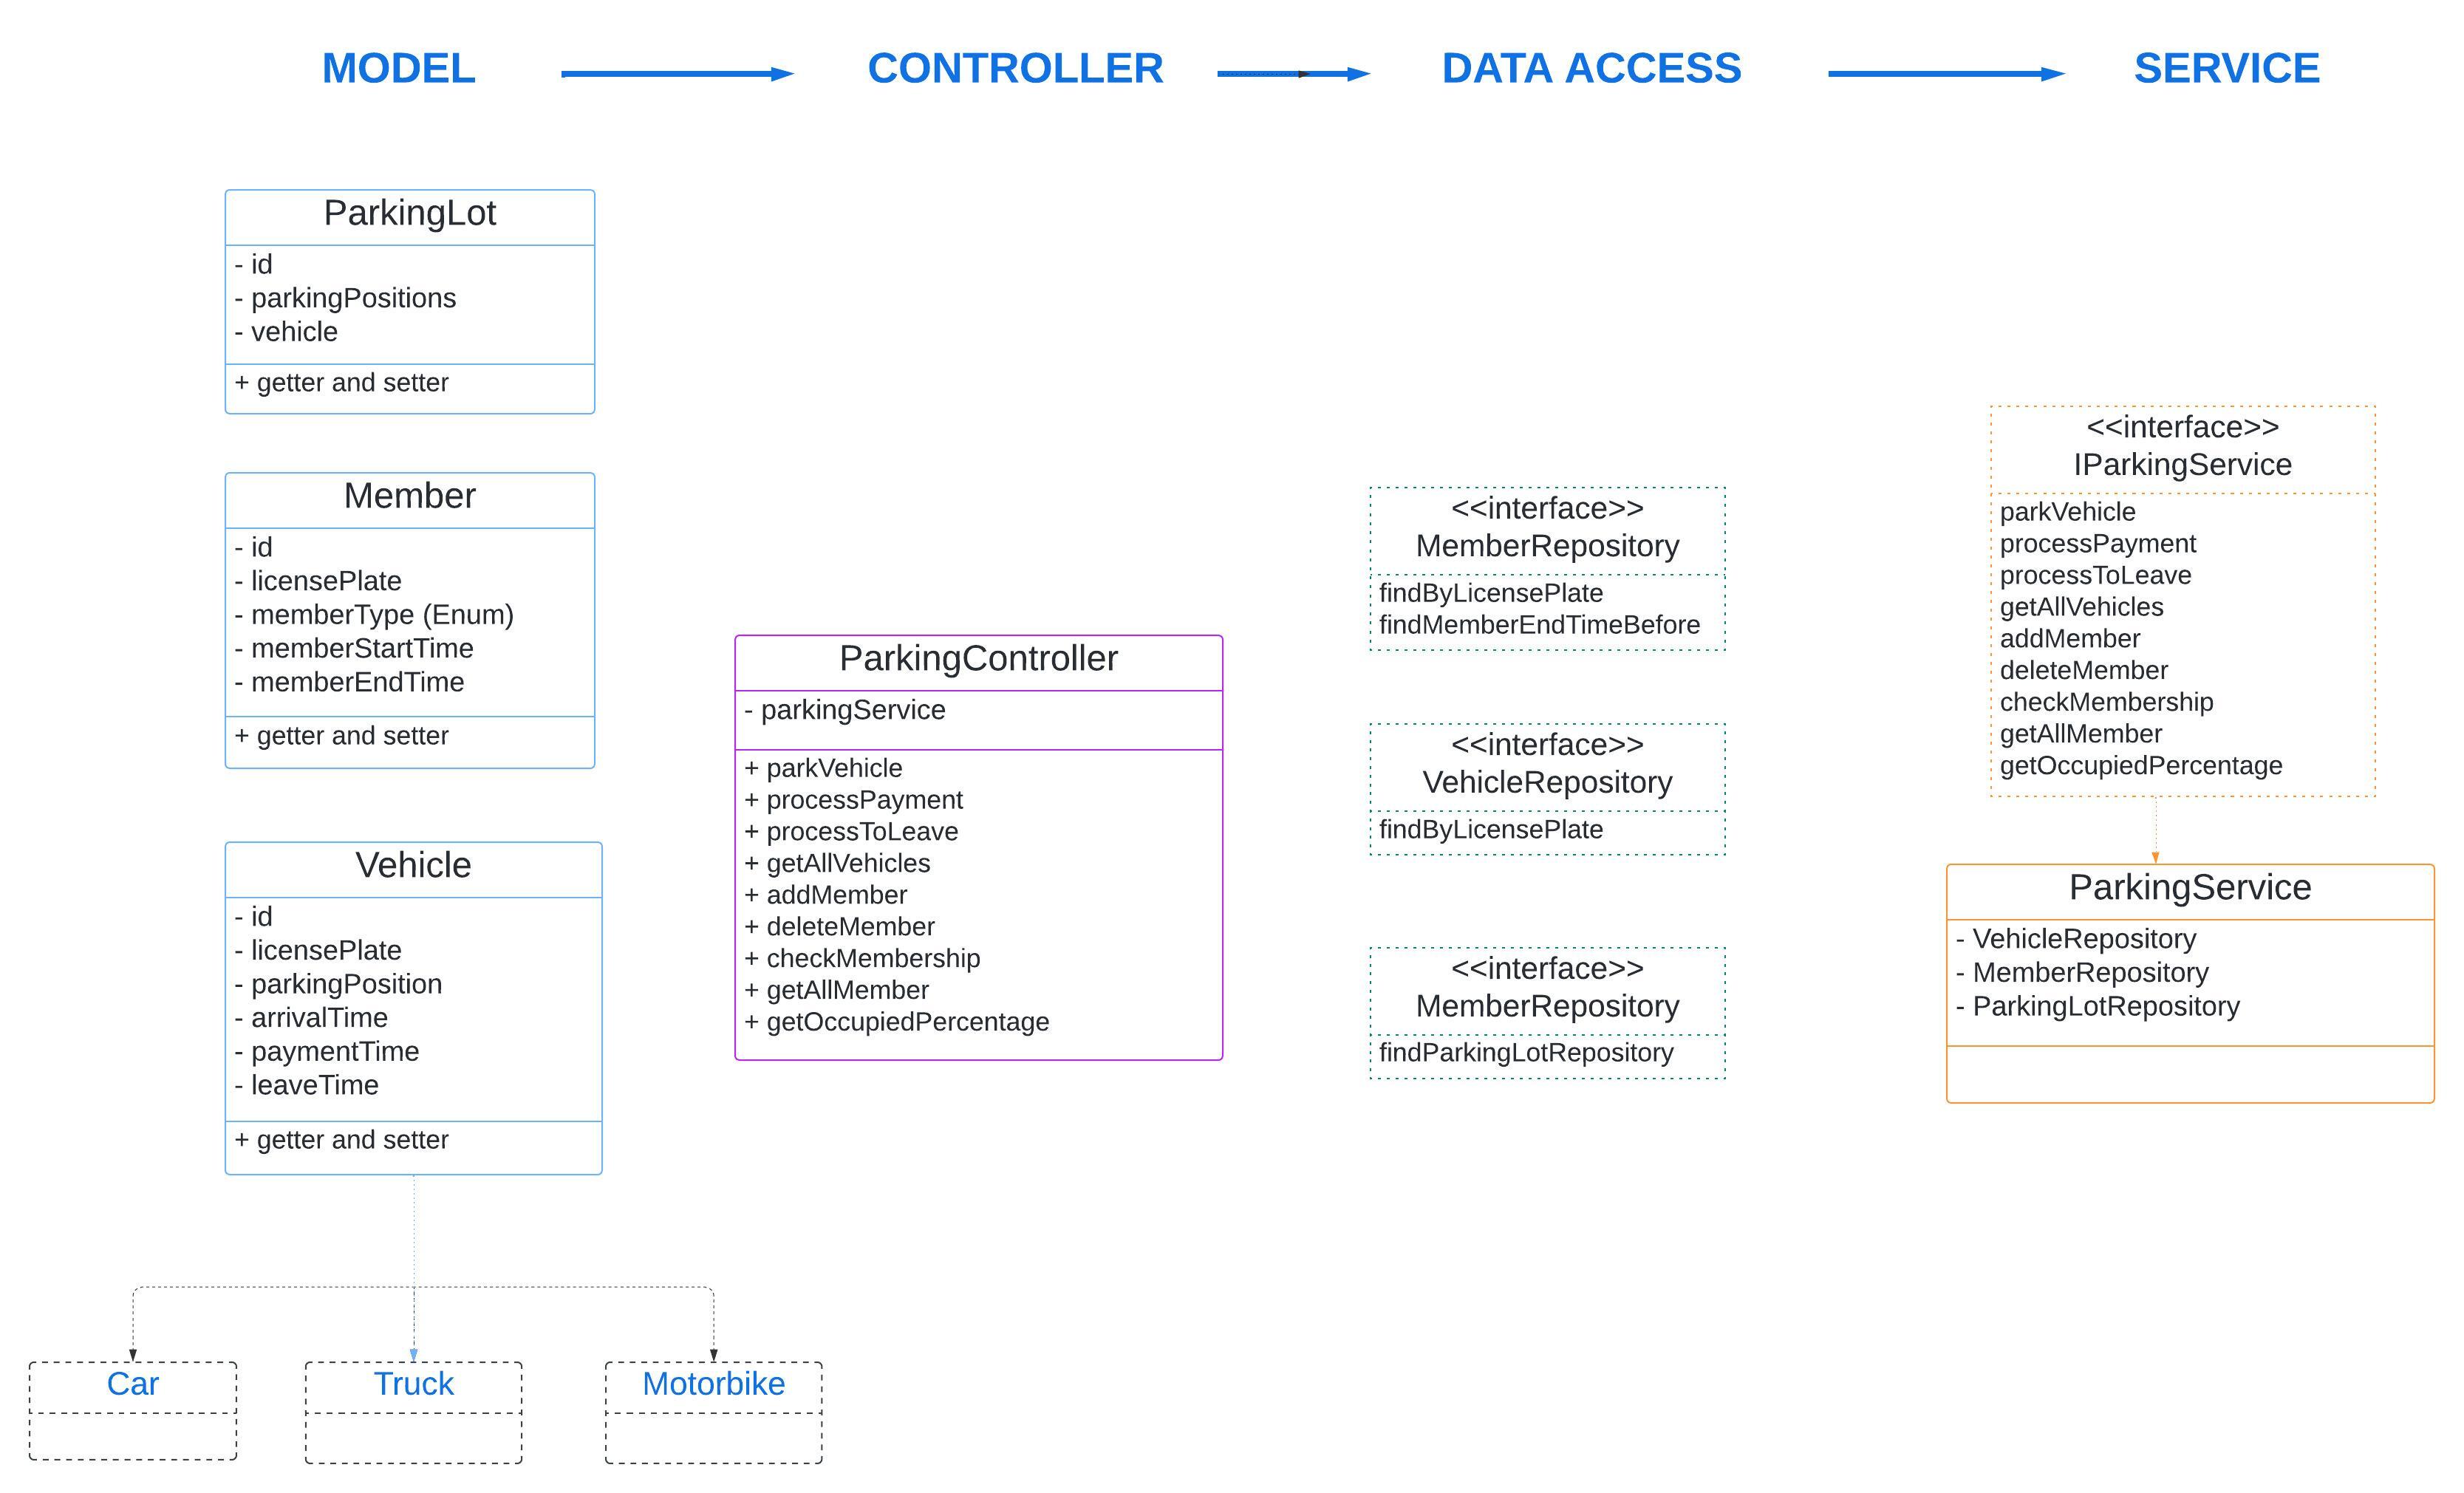 MODEL
CONTROLLER
DATA ACCESS
SERVICE
ParkingLot
- id
- parkingPositions
- vehicle
+ getter and setter
Member
- id
- licensePlate
- memberType (Enum)
- memberStartTime
- memberEndTime
+ getter and setter
Vehicle
- id
- licensePlate
- parkingPosition
- arrivalTime
- paymentTime
- leaveTime
+ getter and setter
Car
Truck
Motorbike
ParkingController
- parkingService
+ parkVehicle
+ processPayment
+ processToLeave
+ getAllVehicles
+ addMember
+ deleteMember
+ checkMembership
+ getAllMember
+ getOccupiedPercentage
<<interface>>
MemberRepository
findByLicensePlate
findMemberEndTimeBefore
<<interface>>
VehicleRepository
findByLicensePlate
<<interface>>
MemberRepository
findParkingLotRepository
<<interface>>
IParkingService
parkVehicle
processPayment
processToLeave
getAllVehicles
addMember
deleteMember
checkMembership
getAllMember
getOccupiedPercentage
ParkingService
- VehicleRepository
- MemberRepository
- ParkingLotRepository